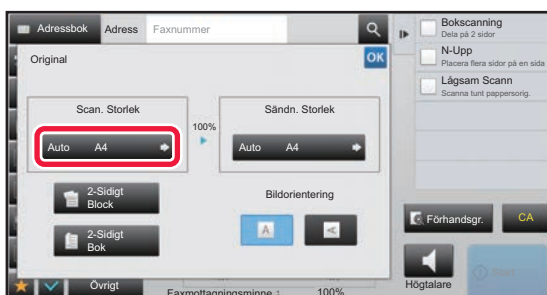 Adressbok
Adress
Faxnummer
Original
OK
Scan. Storlek
Sändn. Storlek
100%
Auto A4
Auto A4
2-Sidigt
Block
2-Sidigt
Bok
Bildorientering
A
A
Bokscanning
Dela på 2 sidor
N-Upp
Placera flera sidor på en sida
Lågsam Scann
Scanna tunt pappersorig.
Förhandsgr.
CA
Högtalare
Start
Övrigt
Faxmottagningsminne
100%